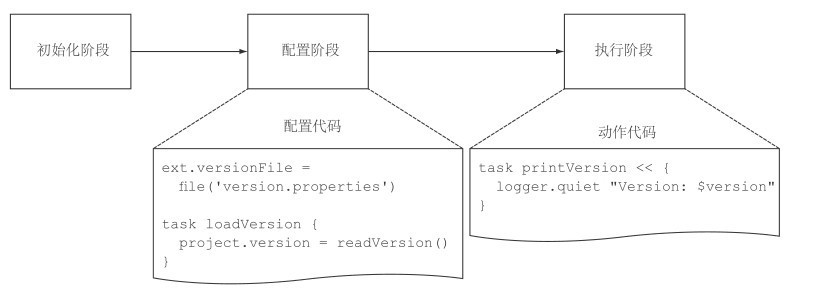 初始化阶段
配置阶段
执行阶段
配置代码
ext.versionFile =
  file('version.properties')
task loadVersion {
  project.version = readVersion()
}
动作代码
task printVersion << {
  logger.quiet "Version: $version"
}